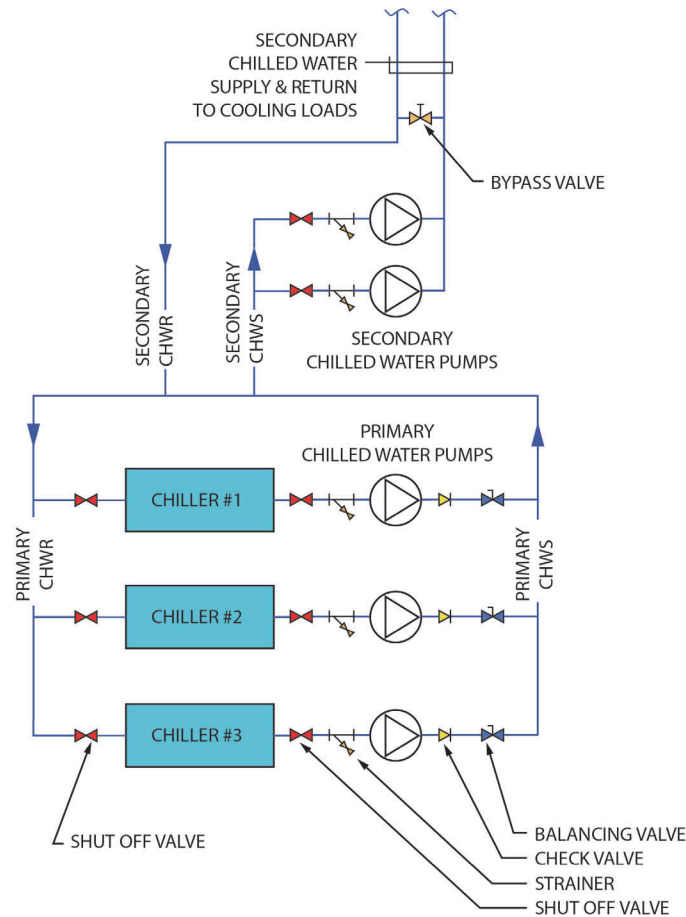 SECONDARY
CHILLED WATER
SUPPLY & RETURN
TO COOLING LOADS
BYPASS VALVE
SECONDARY
CHWR
SECONDARY
CHWS
SECONDARY
CHILLED WATER PUMPS
PRIMARY
CHILLED WATER PUMPS
CHILLER #1
PRIMARY
CHWR
PRIMARY
CHWS
CHILLER #2
CHILLER #3
SHUT OFF VALVE
BALANCING VALVE
CHECK VALVE
STRAINER
SHUT OFF VALVE